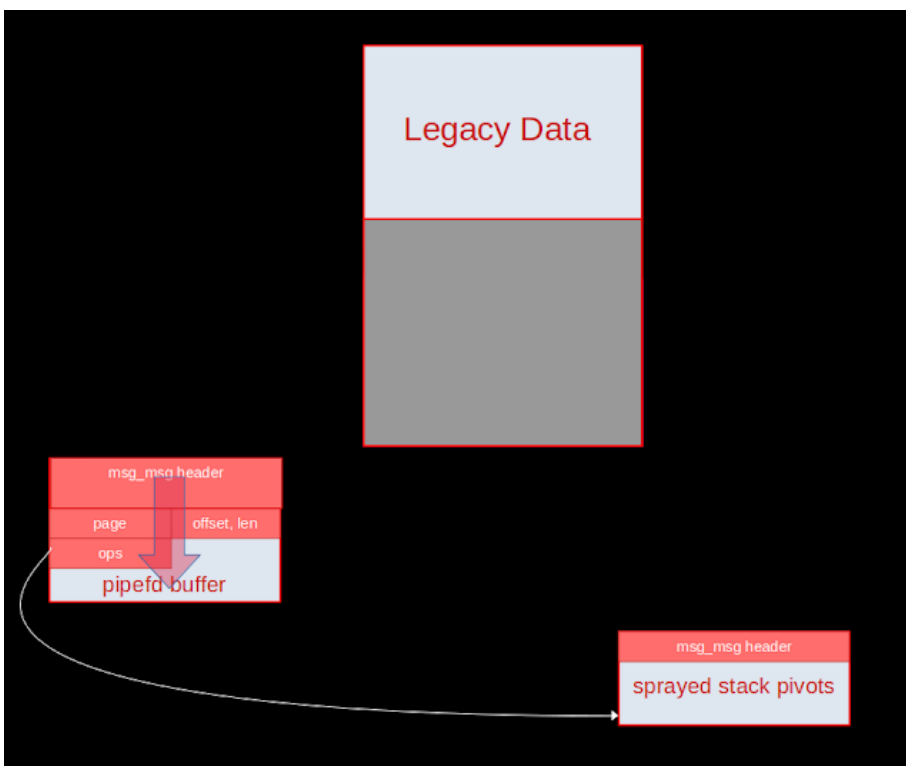 Legacy Data
msg_msg header
page
offset, len
ops
pipefd buffer
msg_msg header
sprayed stack pivots